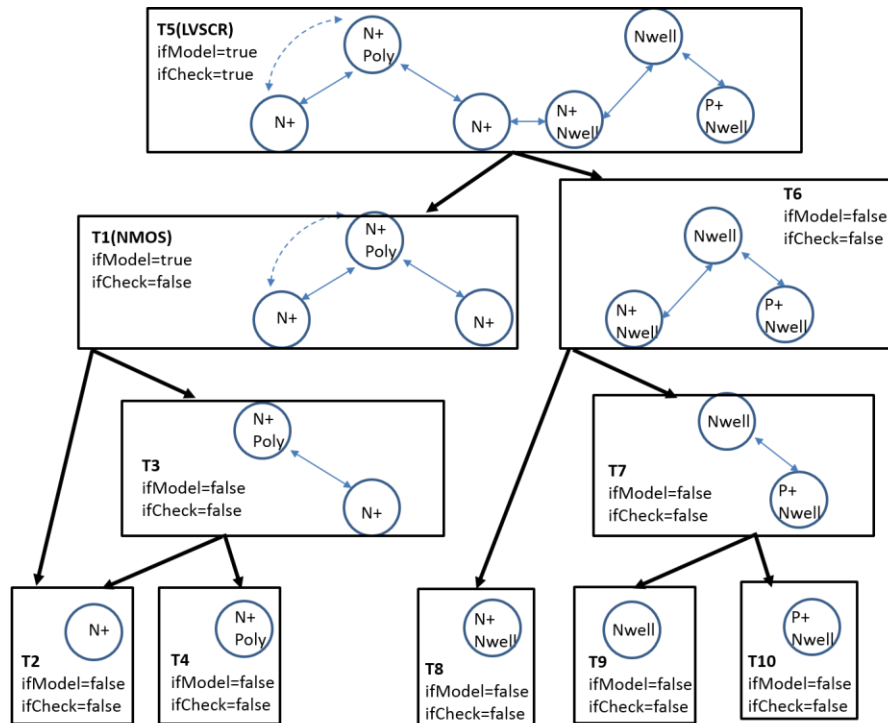 T5(LVSCR)
ifModel=true
ifCheck=true
N+
Poly
N+
N+
N+
Nwell
Nwell
P+
Nwell
T1(NMOS)
ifModel=true
ifCheck=false
N+
Poly
N+
N+
T6
ifModel=false
ifCheck=false
Nwell
N+
Nwell
P+
Nwell
T3
ifModel=false
ifCheck=false
N+
Poly
N+
T7
ifModel=false
ifCheck=false
Nwell
P+
Nwell
N+
T2
ifModel=false
ifCheck=false
N+
Poly
T4
ifModel=false
ifCheck=false
N+
Nwell
T8
ifModel=false
ifCheck=false
Nwell
T9
ifModel=false
ifCheck=false
P+
Nwell
T10
ifModel=false
ifCheck=false